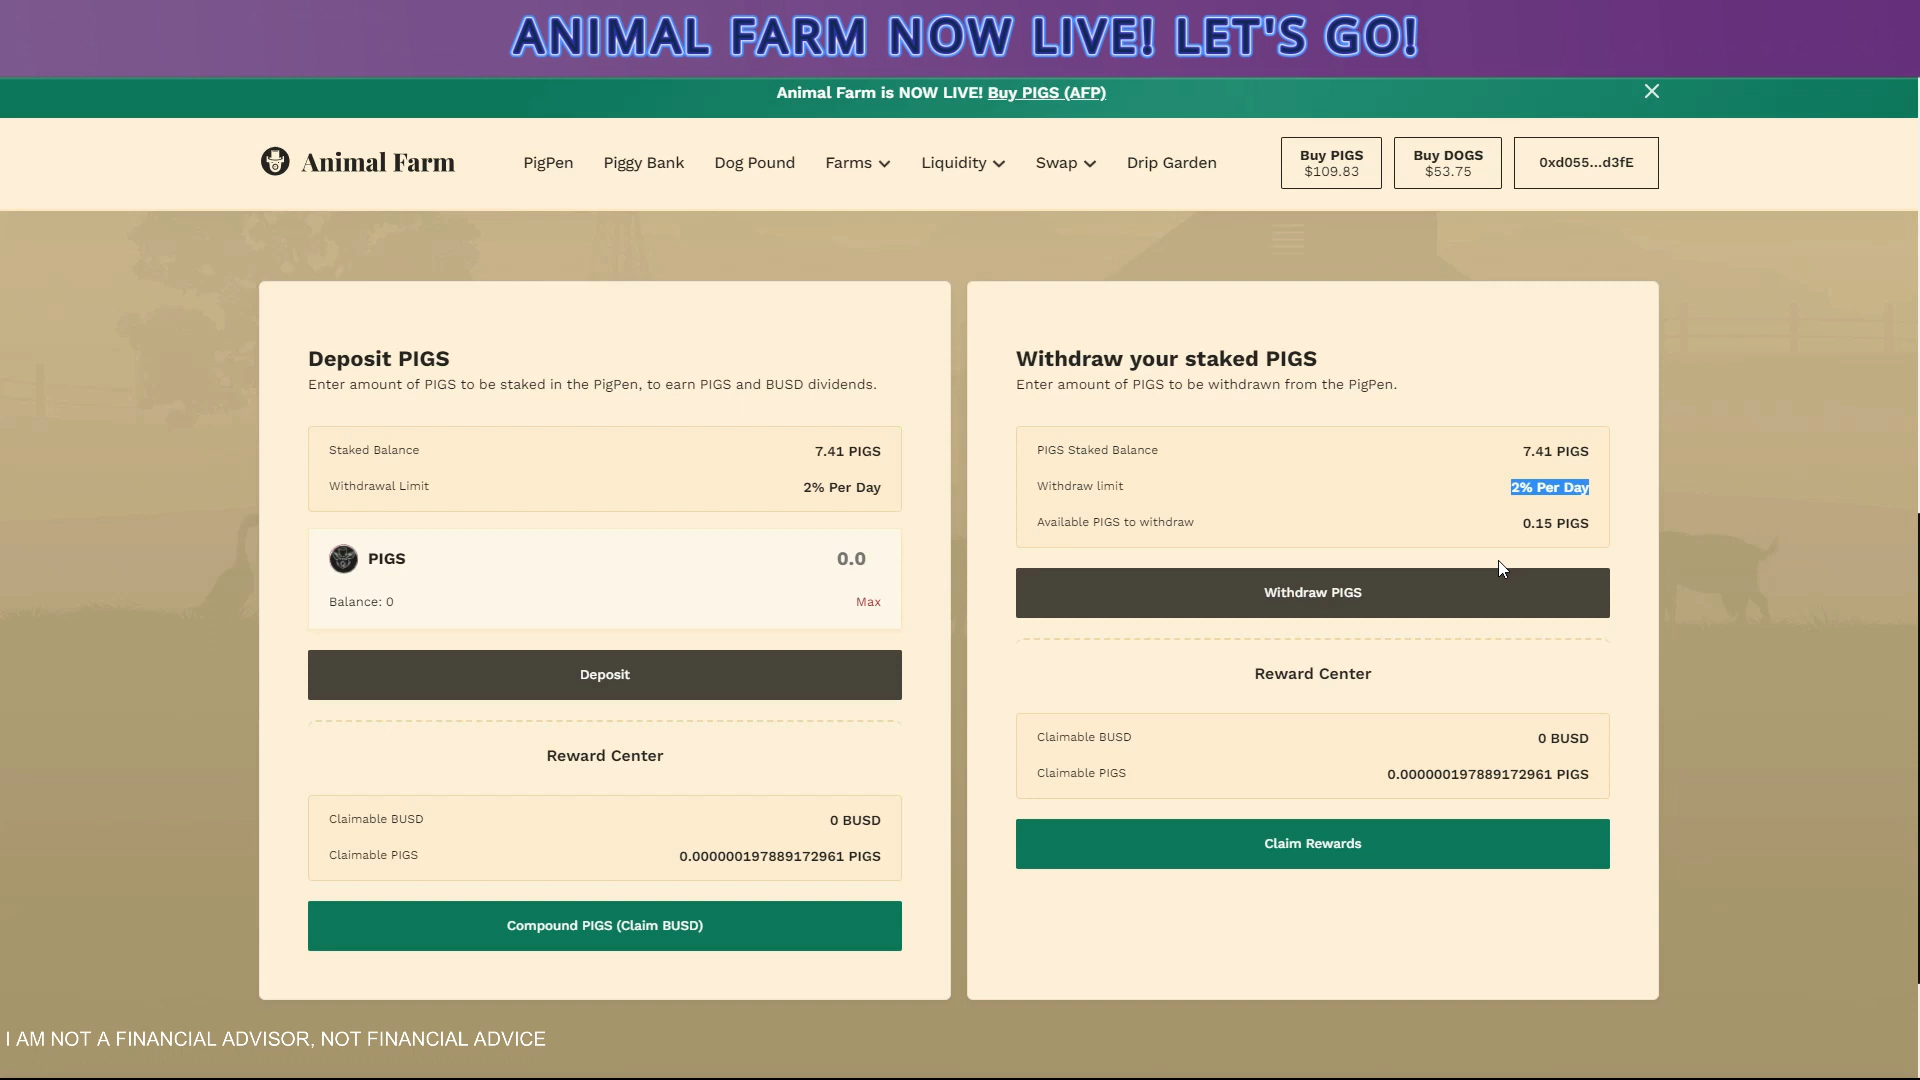 ANIMAL FARM NOW LIVE! LET'S GO!
Animal Farm is NOW LIVE! Buy PIGS (AFP)
Animal Farm
PigPen
Piggy Bank
Dog Pound
Farms
Liquidity
Swap
Drip Garden
Buy PIGS
$109.83
Buy DOGS
$53.75
0xd055...d3fE
Deposit PIGS
Enter amount of PIGS to be staked in the PigPen, to earn PIGS and BUSD dividends.
Staked Balance 7.41 PIGS
Withdrawal Limit 2% Per Day
PIGS 0.0
Balance: 0 Max
Deposit
Reward Center
Claimable BUSD 0 BUSD
Claimable PIGS 0.000000197889172961 PIGS
Compound PIGS (Claim BUSD)
Withdraw your staked PIGS
Enter amount of PIGS to be withdrawn from the PigPen.
PIGS Staked Balance 7.41 PIGS
Withdraw limit 2% Per Day
Available PIGS to withdraw 0.15 PIGS
Withdraw PIGS
Reward Center
Claimable BUSD 0 BUSD
Claimable PIGS 0.000000197889172961 PIGS
Claim Rewards
I AM NOT A FINANCIAL ADVISOR, NOT FINANCIAL ADVICE